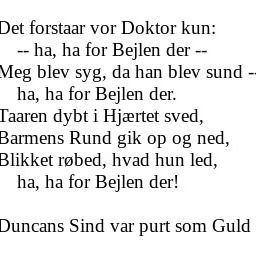 Det forstaar vor Doktor kun:
-- ha, ha for Bejlen der --
Meg blev syg, da han blev sund --
ha, ha for Bejlen der.
Taaren dybt i Hjærtet sved,
Barmens Rund gik op og ned,
Blikket røbed, hvad hun led,
ha, ha for Bejlen der!
Duncans Sind var purt som Guld